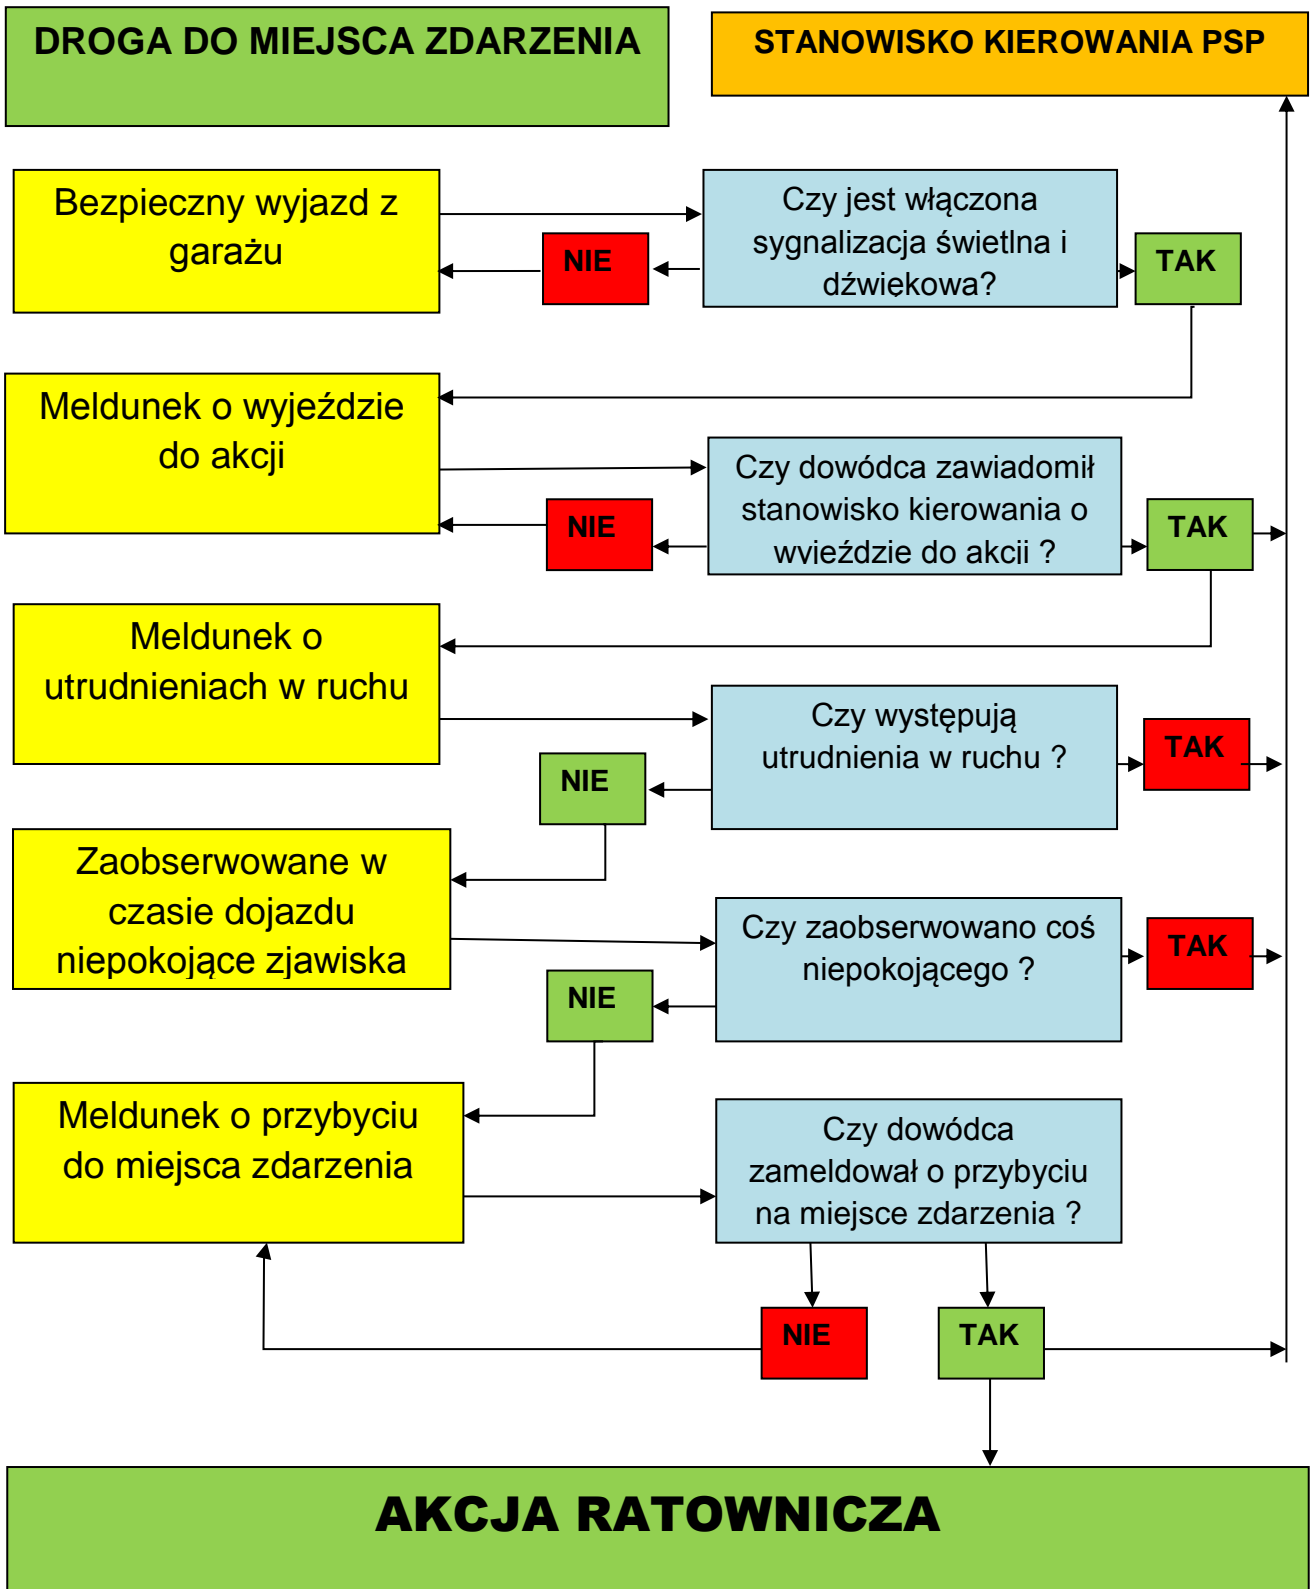 DROGA DO MIEJSCA ZDARZENIA
STANOWISKO KIEROWANIA PSP
Bezpieczny wyjazd z
garażu
Czy jest włączona
sygnalizacja świetlna i
dźwiękowa?
NIE
TAK
Meldunek o wyjeździe
do akcji
Czy dowódca zawiadomił
stanowisko kierowania o
wyjeździe do akcji ?
NIE
TAK
Meldunek o
utrudnieniach w ruchu
Czy występują
utrudnienia w ruchu ?
NIE
TAK
Zaobserwowane w
czasie dojazdu
niepokojące zjawiska
Czy zaobserwowano coś
niepokojącego ?
NIE
TAK
Meldunek o przybyciu
do miejsca zdarzenia
Czy dowódca
zameldował o przybyciu
na miejsce zdarzenia ?
NIE
TAK
AKCJA RATOWNICZA